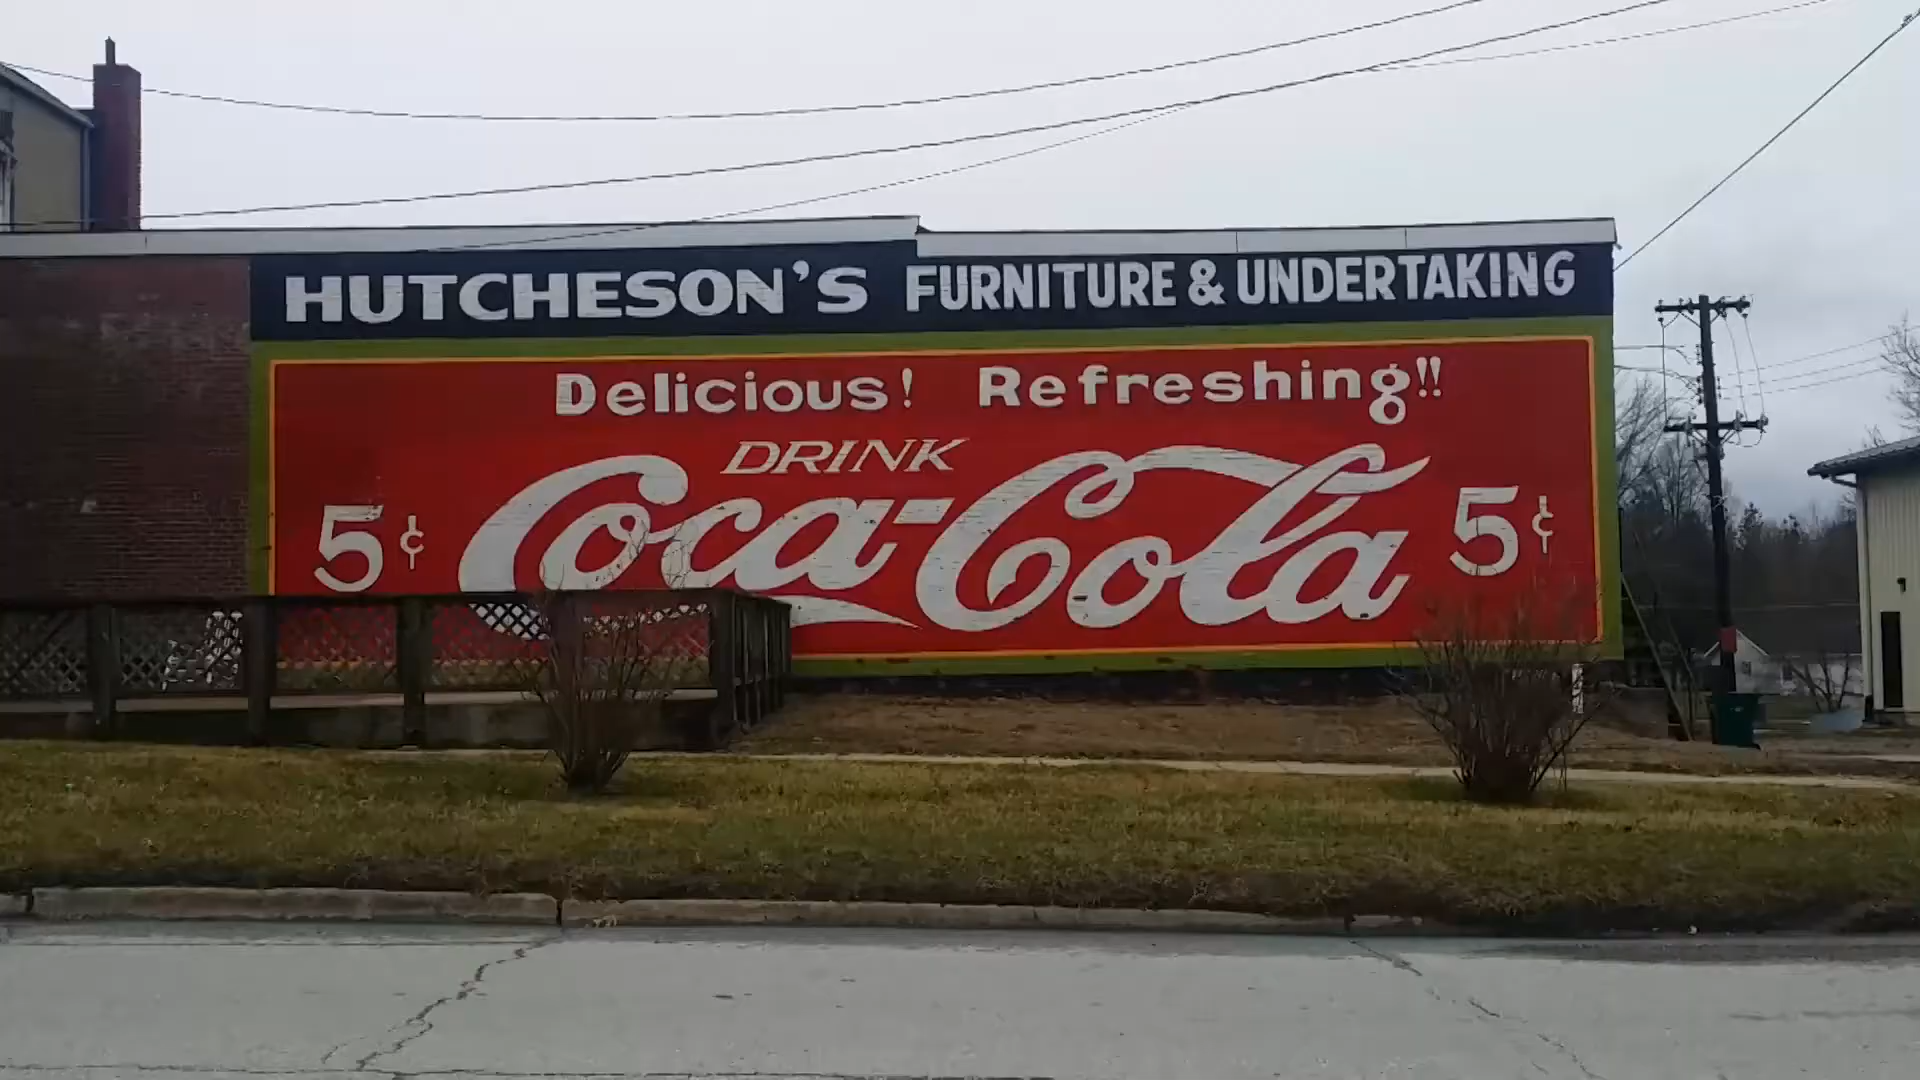 HUTCHESON'S FURNITURE & UNDERTAKING
Delicious! Refreshing!!
DRINK
5¢ Coca-Cola 5¢